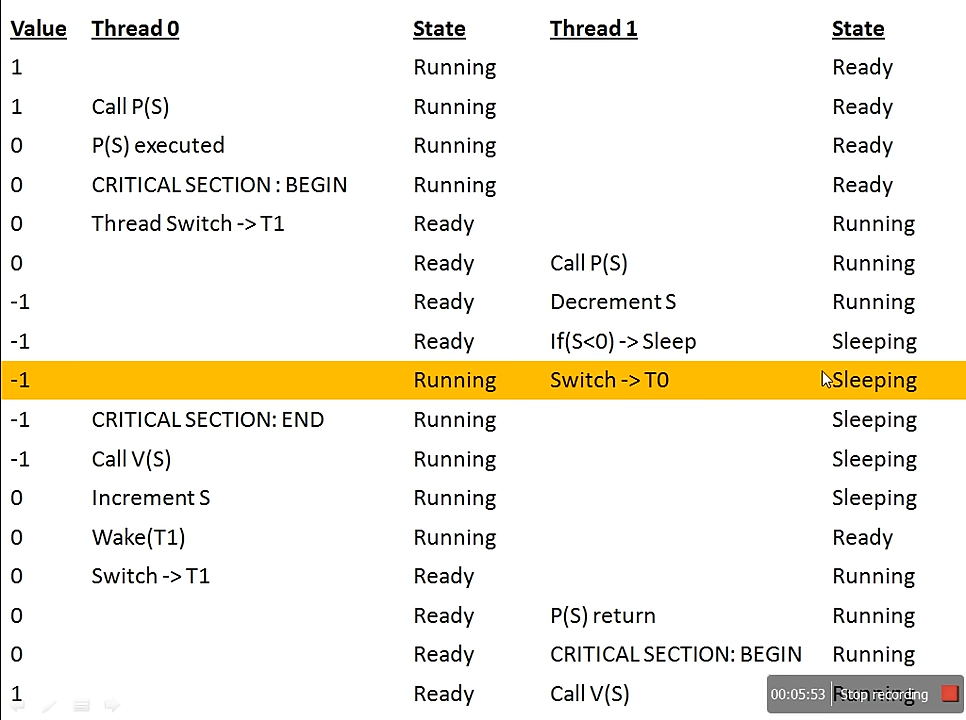 Value Thread 0 State Thread 1 State
1 Running Ready
1 Call P(S) Running Ready
0 P(S) executed Running Ready
0 CRITICAL SECTION : BEGIN Running Ready
0 Thread Switch -> T1 Ready Running
0 Ready Call P(S) Running
-1 Ready Decrement S Running
-1 Ready If(S<0) -> Sleep Sleeping
-1 Running Switch -> T0 Sleeping
-1 CRITICAL SECTION: END Running Sleeping
-1 Call V(S) Running Sleeping
0 Increment S Running Sleeping
0 Wake(T1) Running Ready
0 Switch -> T1 Ready Running
0 Ready P(S) return Running
0 Ready CRITICAL SECTION: BEGIN Running
1 Ready Call V(S) Running
00:05:53 Stop recording